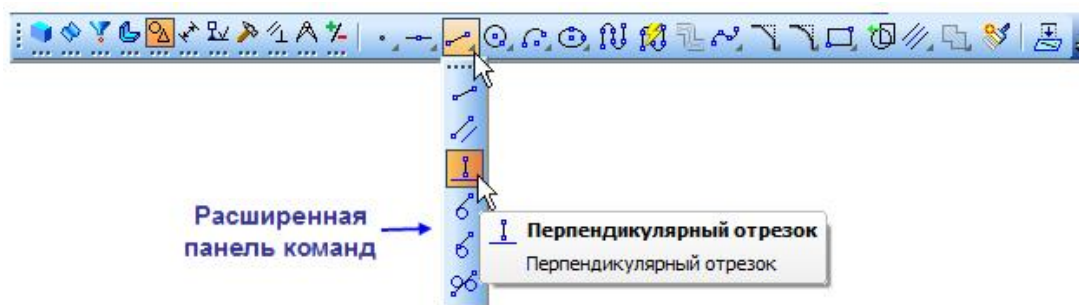 Расширенная
панель команд
Перпендикулярный отрезок
Перпендикулярный отрезок